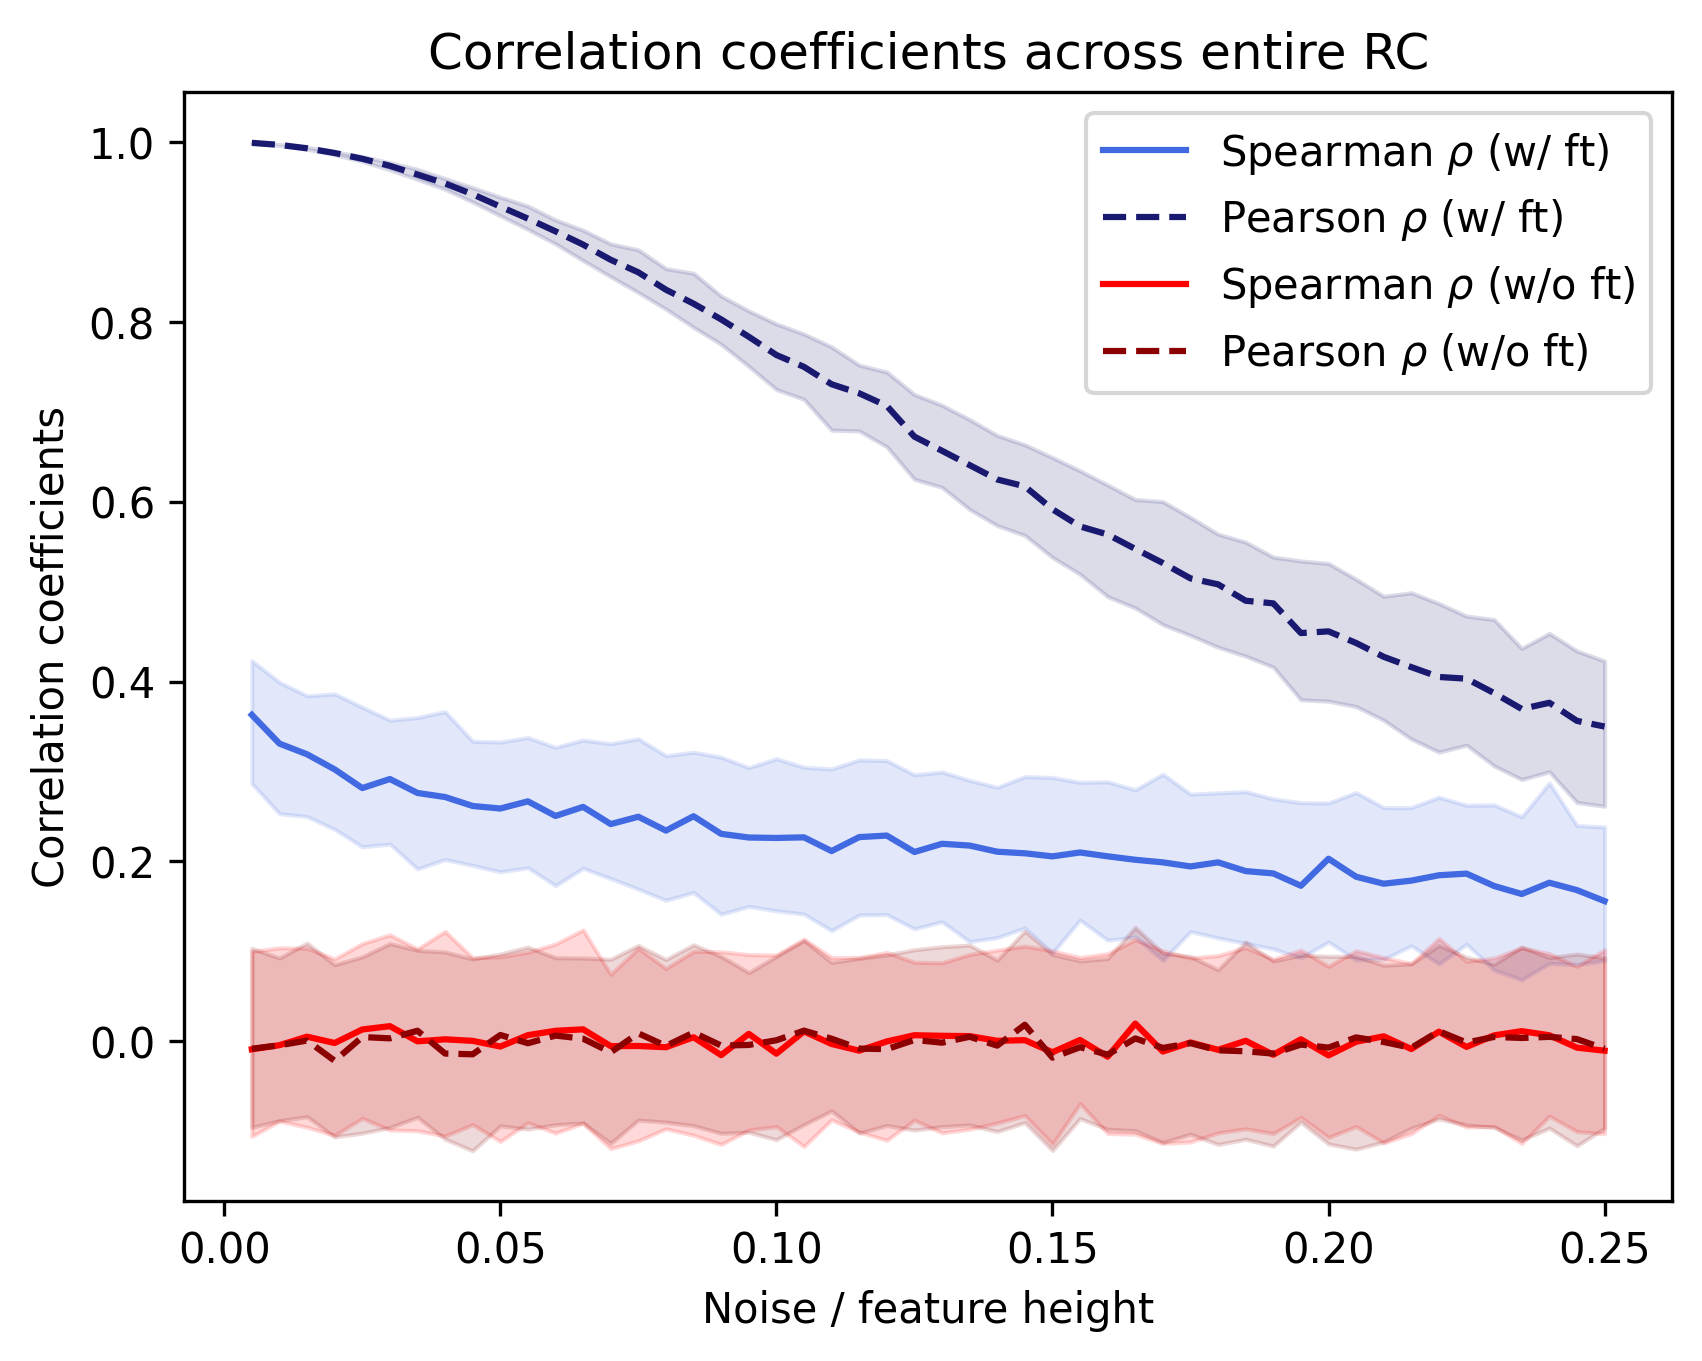 Correlation coefficients across entire RC
Spearman ρ (w/ ft)
Pearson ρ (w/ ft)
Spearman ρ (w/o ft)
Pearson ρ (w/o ft)
Correlation coefficients
1.0
0.8
0.6
0.4
0.2
0.0
0.00 0.05 0.10 0.15 0.20 0.25
Noise / feature height